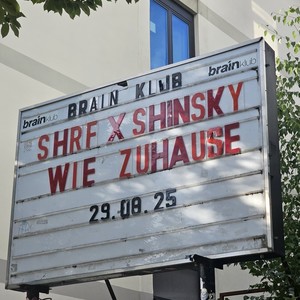 BRAIN KLUB
brainklub
brainklub
SHRF X SHINSKY
WIE ZUHAUSE
29.08.25